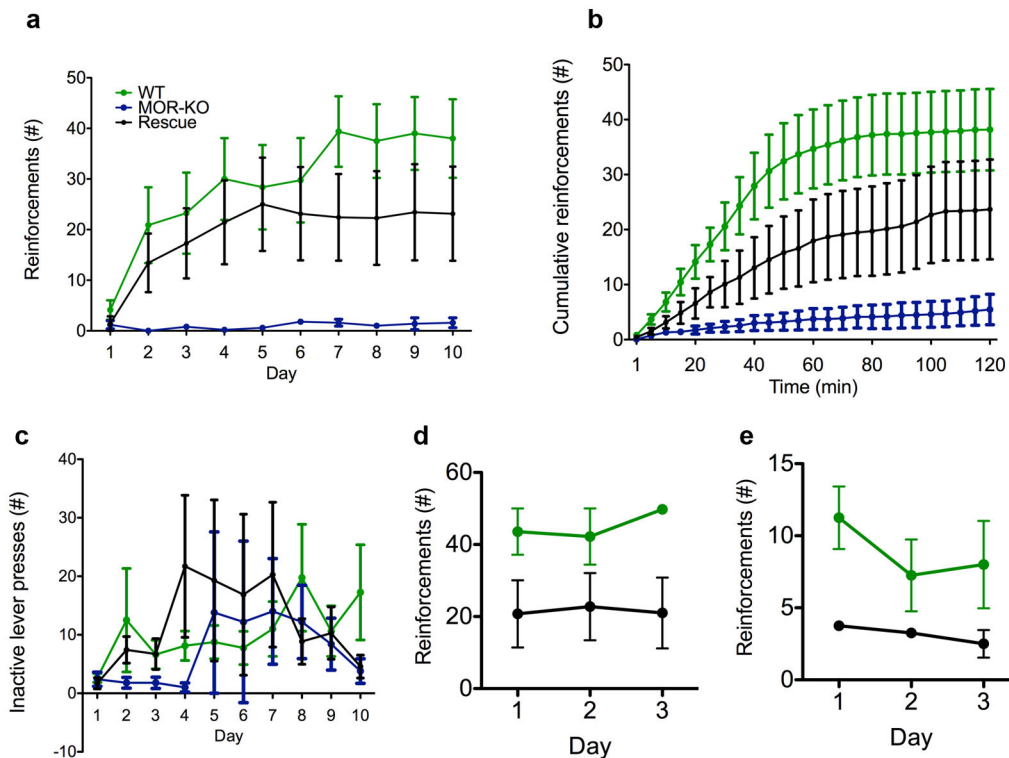 a
50
40
30
20
10
0
Reinforcements (#)
WT
MOR-KO
Rescue
1 2 3 4 5 6 7 8 9 10
Day
b
50
40
30
20
10
0
Cumulative reinforcements (#)
1 20 40 60 80 100 120
Time (min)
c
40
30
20
10
0
-10
Inactive lever presses (#)
1 2 3 4 5 6 7 8 9 10
Day
d
60
40
20
0
Reinforcements (#)
1 2 3
Day
e
15
10
5
0
Reinforcements (#)
1 2 3
Day